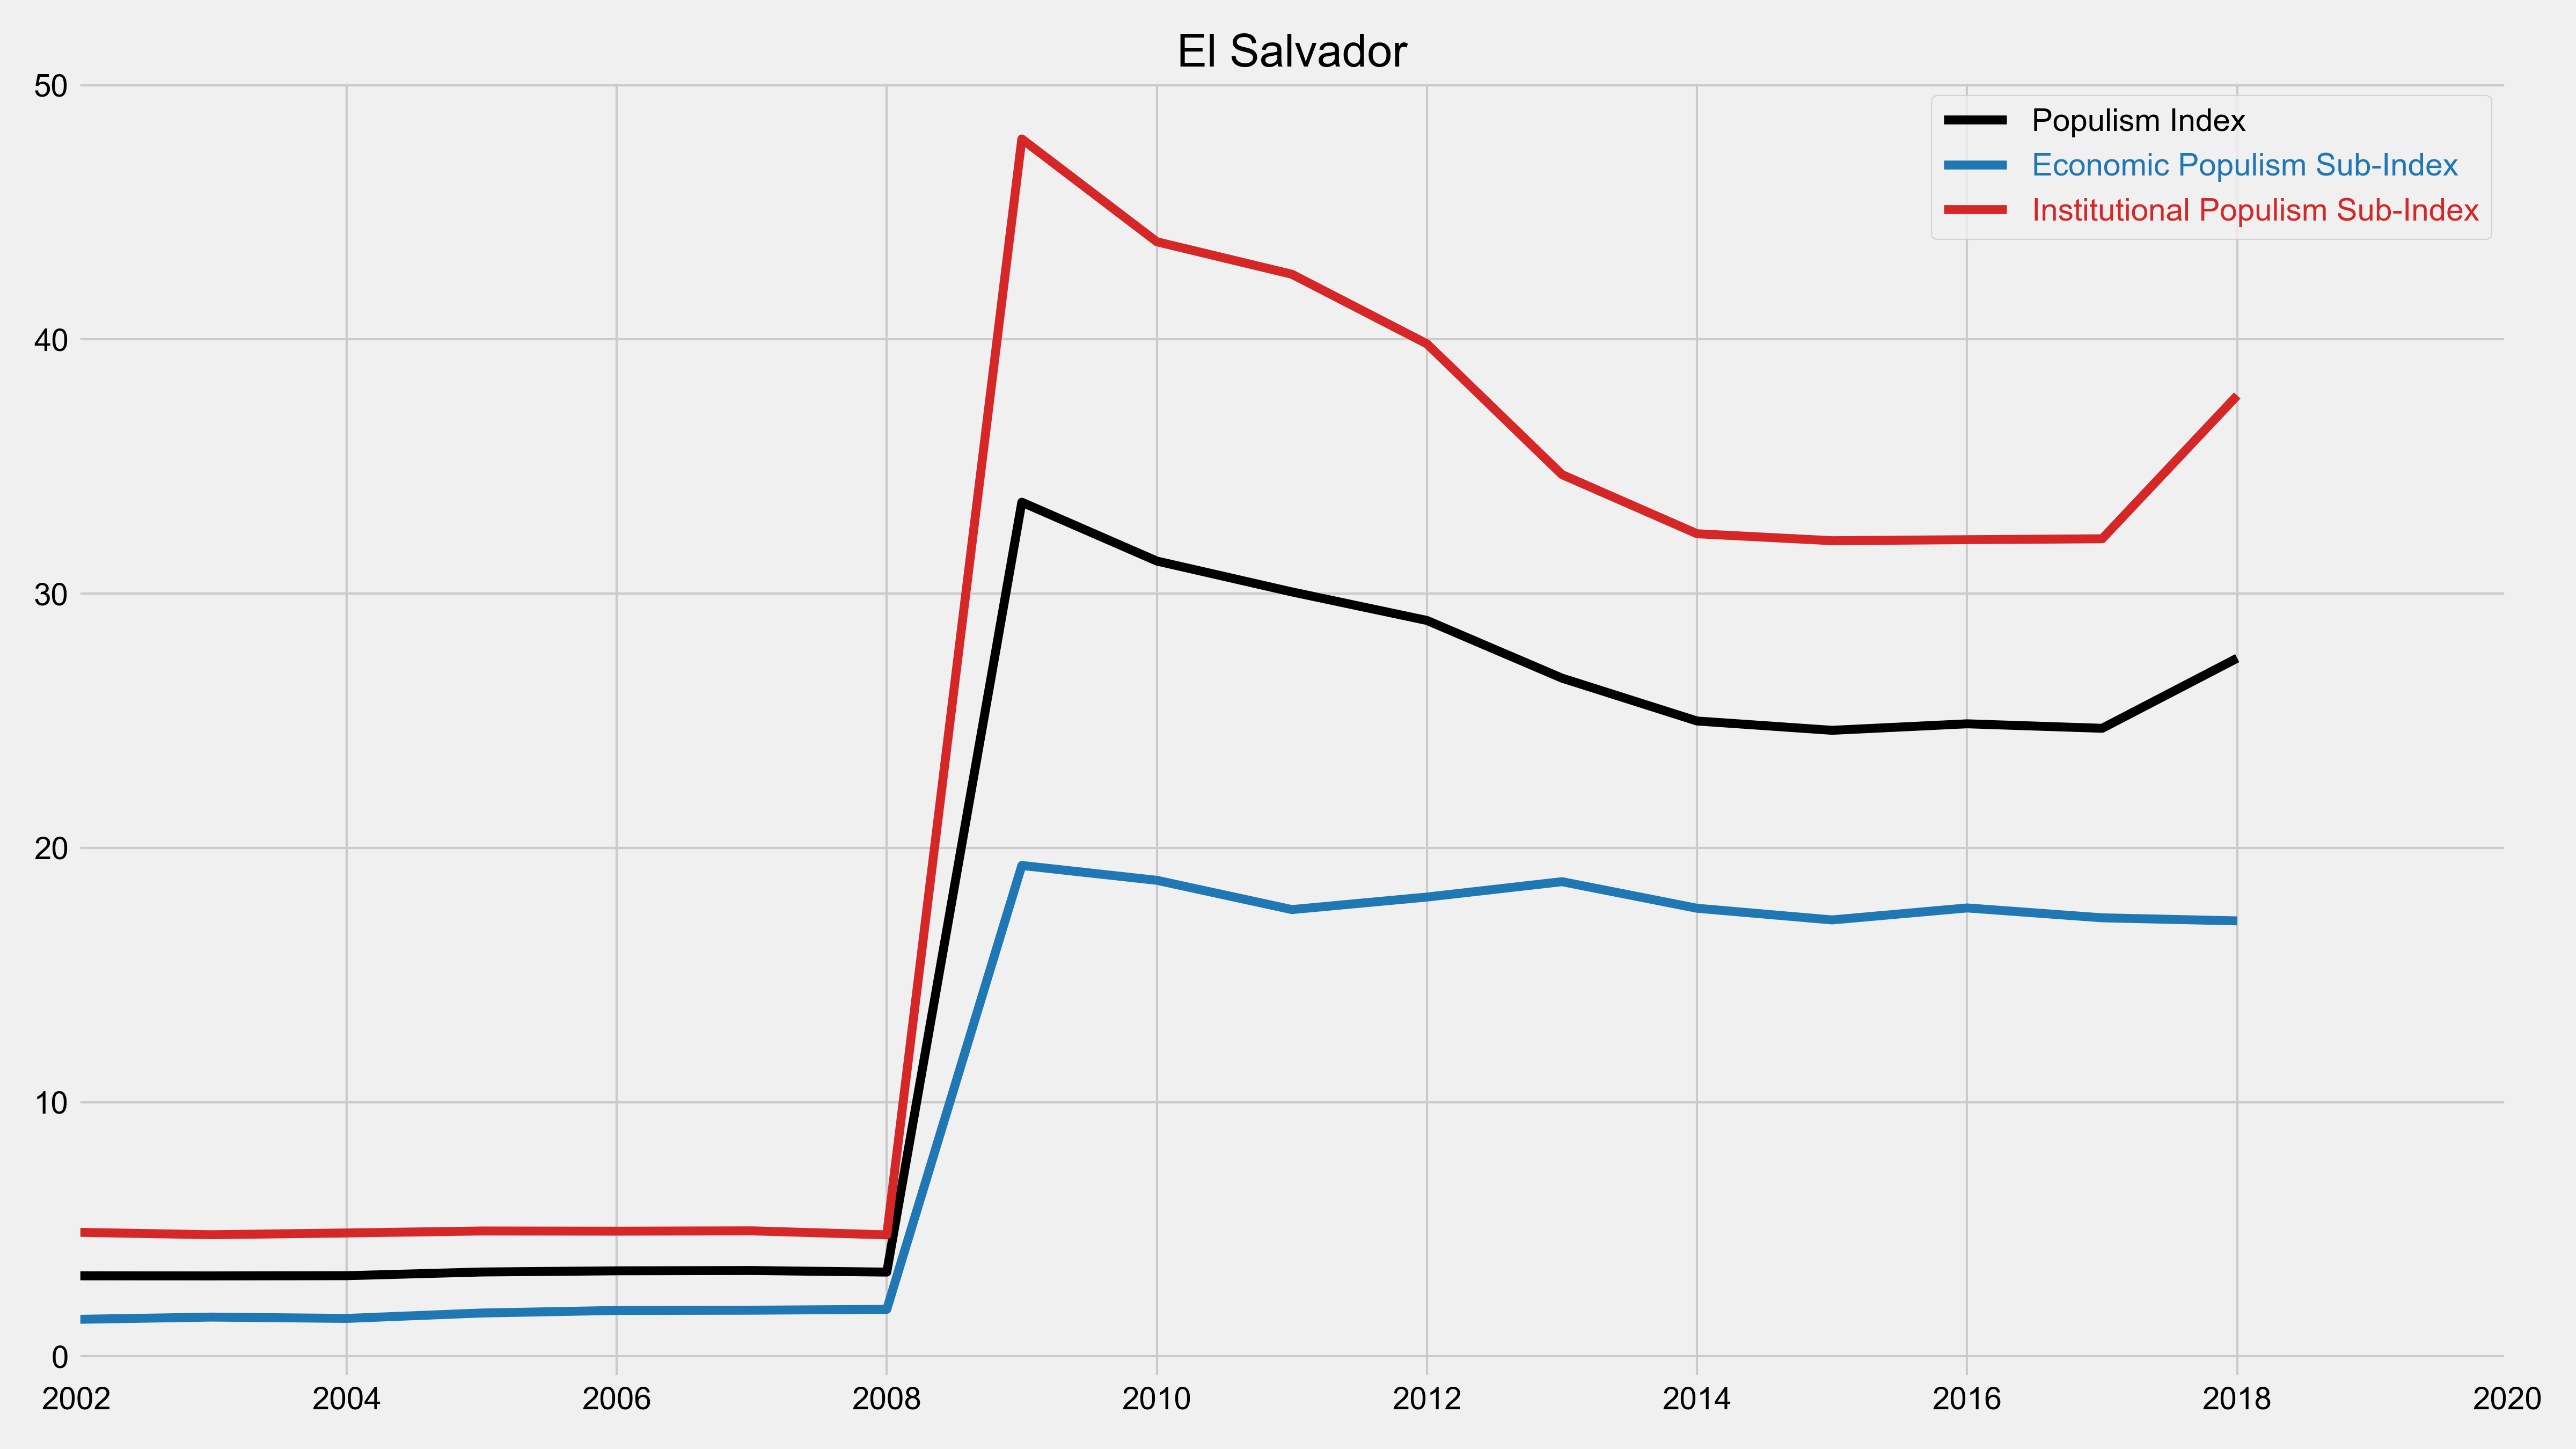 El Salvador
50
40
30
20
10
0
Populism Index
Economic Populism Sub-Index
Institutional Populism Sub-Index
2002 2004 2006 2008 2010 2012 2014 2016 2018 2020